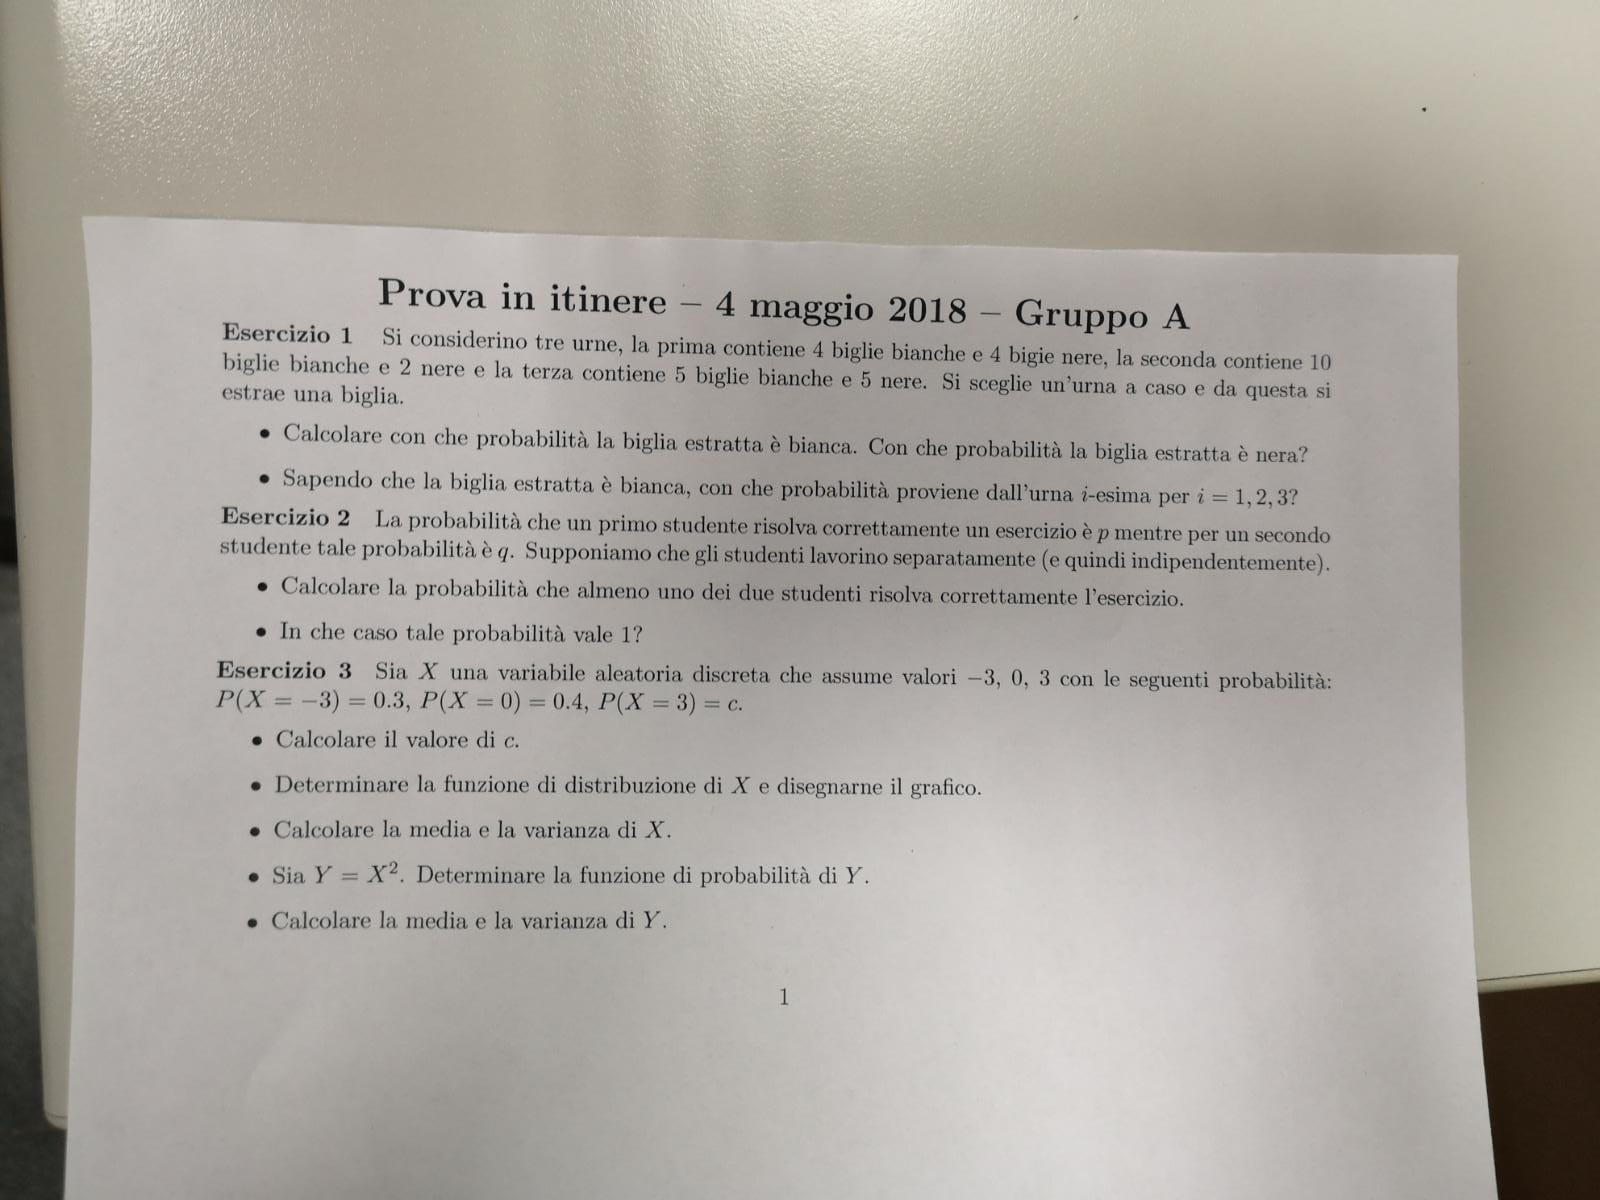 Prova in itinere – 4 maggio 2018 – Gruppo A
Esercizio 1 Si considerino tre urne, la prima contiene 4 biglie bianche e 4 bigie nere, la seconda contiene 10
biglie bianche e 2 nere e la terza contiene 5 biglie bianche e 5 nere. Si sceglie un'urna a caso e da questa si
estrae una biglia.
• Calcolare con che probabilità la biglia estratta è bianca. Con che probabilità la biglia estratta è nera?
• Sapendo che la biglia estratta è bianca, con che probabilità proviene dall'urna i-esima per i = 1, 2, 3?
Esercizio 2 La probabilità che un primo studente risolva correttamente un esercizio è p mentre per un secondo
studente tale probabilità è q. Supponiamo che gli studenti lavorino separatamente (e quindi indipendentemente).
• Calcolare la probabilità che almeno uno dei due studenti risolva correttamente l'esercizio.
• In che caso tale probabilità vale 1?
Esercizio 3 Sia X una variabile aleatoria discreta che assume valori −3, 0, 3 con le seguenti probabilità:
P(X = −3) = 0.3, P(X = 0) = 0.4, P(X = 3) = c.
• Calcolare il valore di c.
• Determinare la funzione di distribuzione di X e disegnarne il grafico.
• Calcolare la media e la varianza di X.
• Sia Y = X². Determinare la funzione di probabilità di Y.
• Calcolare la media e la varianza di Y.
1